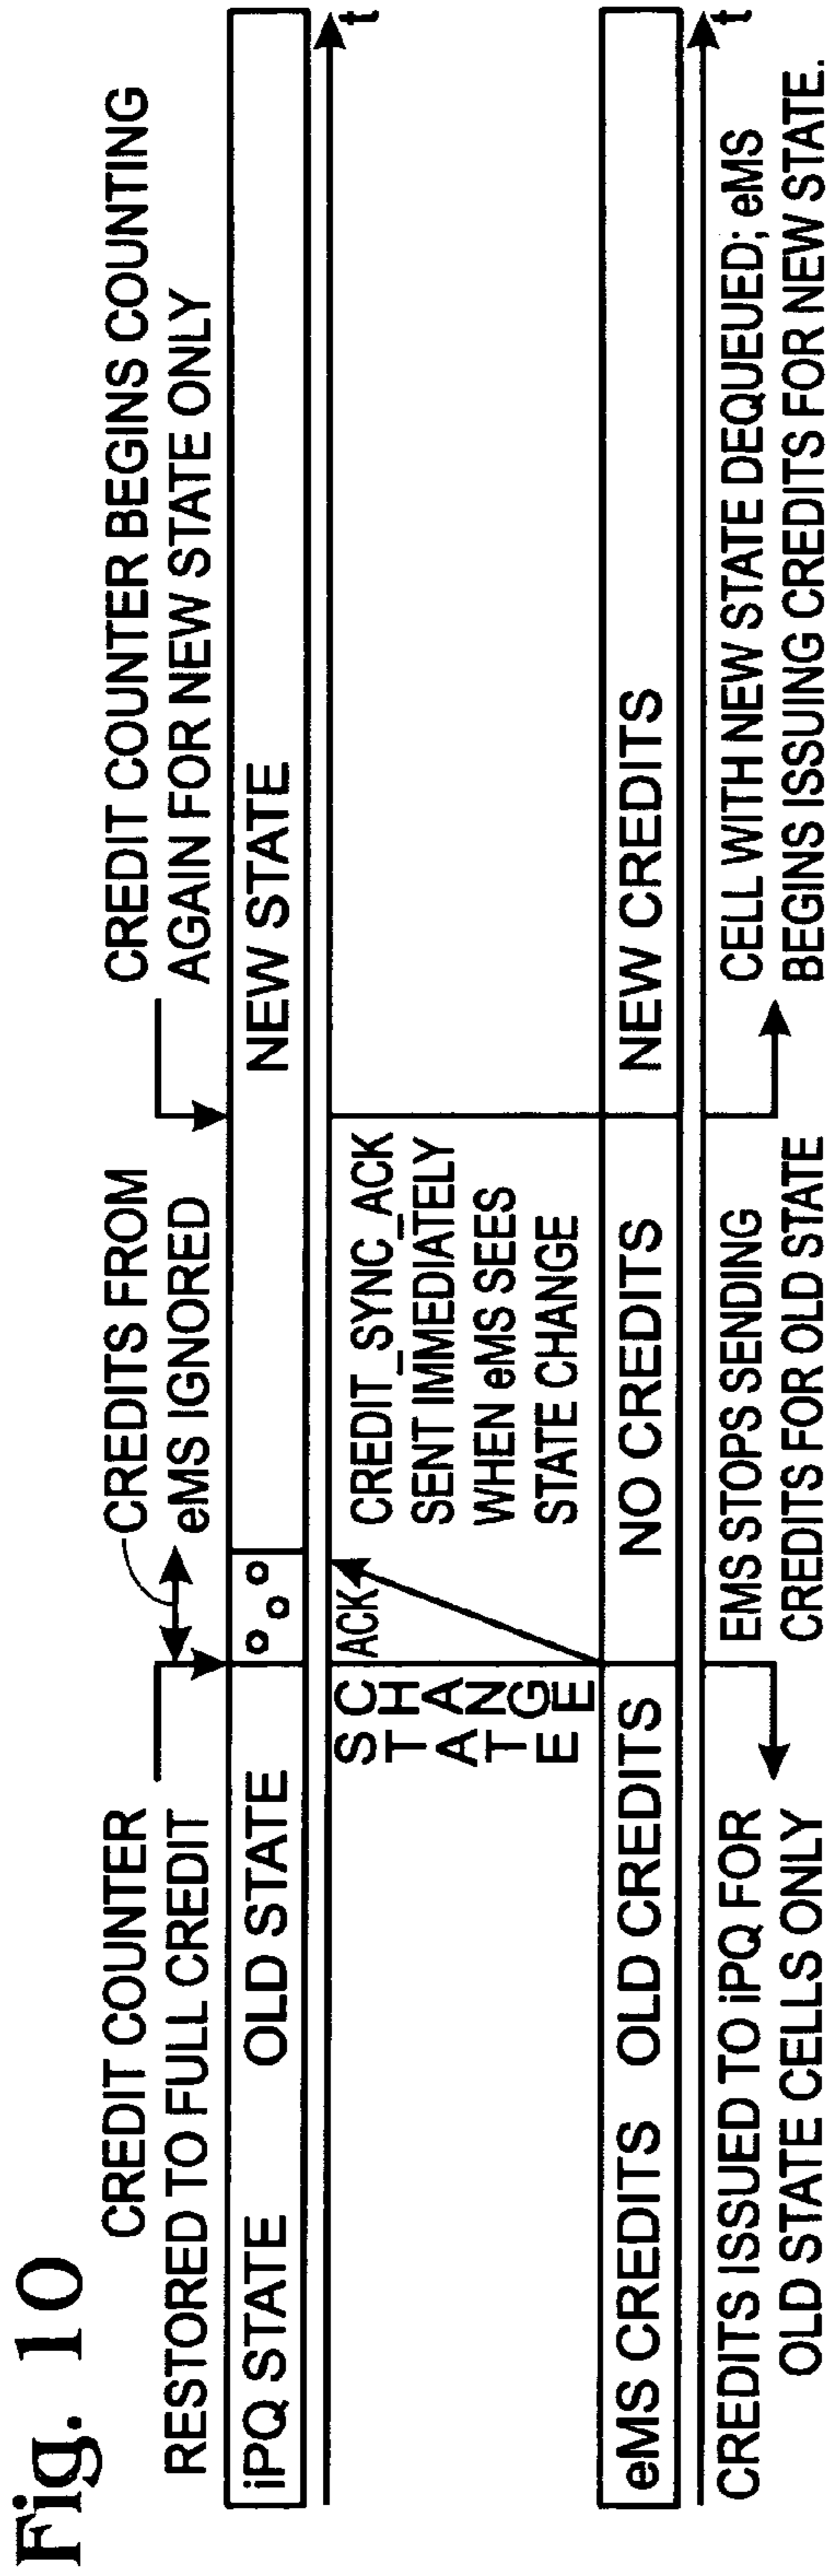 Fig. 10
CREDIT COUNTER
RESTORED TO FULL CREDIT
CREDITS FROM
eMS IGNORED
CREDIT COUNTER BEGINS COUNTING
AGAIN FOR NEW STATE ONLY
iPQ STATE
OLD STATE
NEW STATE
t
STATE
CHANGE
ACK
CREDIT_SYNC_ACK
SENT IMMEDIATELY
WHEN eMS SEES
STATE CHANGE
eMS CREDITS
OLD CREDITS
NO CREDITS
NEW CREDITS
t
CREDITS ISSUED TO iPQ FOR
OLD STATE CELLS ONLY
EMS STOPS SENDING
CREDITS FOR OLD STATE
CELL WITH NEW STATE DEQUEUED; eMS
BEGINS ISSUING CREDITS FOR NEW STATE.